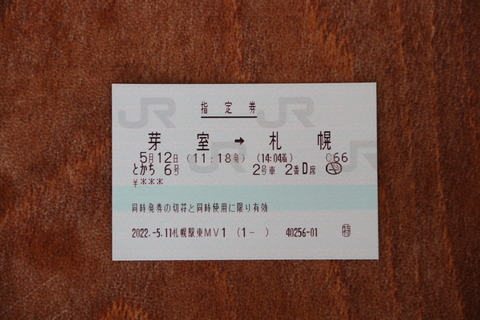 指定券
芽室 → 札幌
5月12日 (11:18発) (14:04着) C66
とかち 6号 2号車 2番D席
¥***
同時発券の切符と同時使用に限り有効
2022.-5.11札幌駅東MV1 (1- ) 40256-01